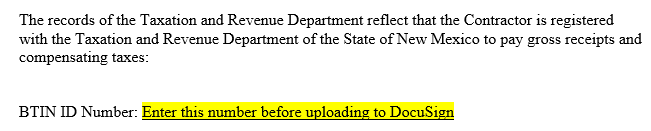 The records of the Taxation and Revenue Department reflect that the Contractor is registered
with the Taxation and Revenue Department of the State of New Mexico to pay gross receipts and
compensating taxes:
BTIN ID Number: Enter this number before uploading to DocuSign